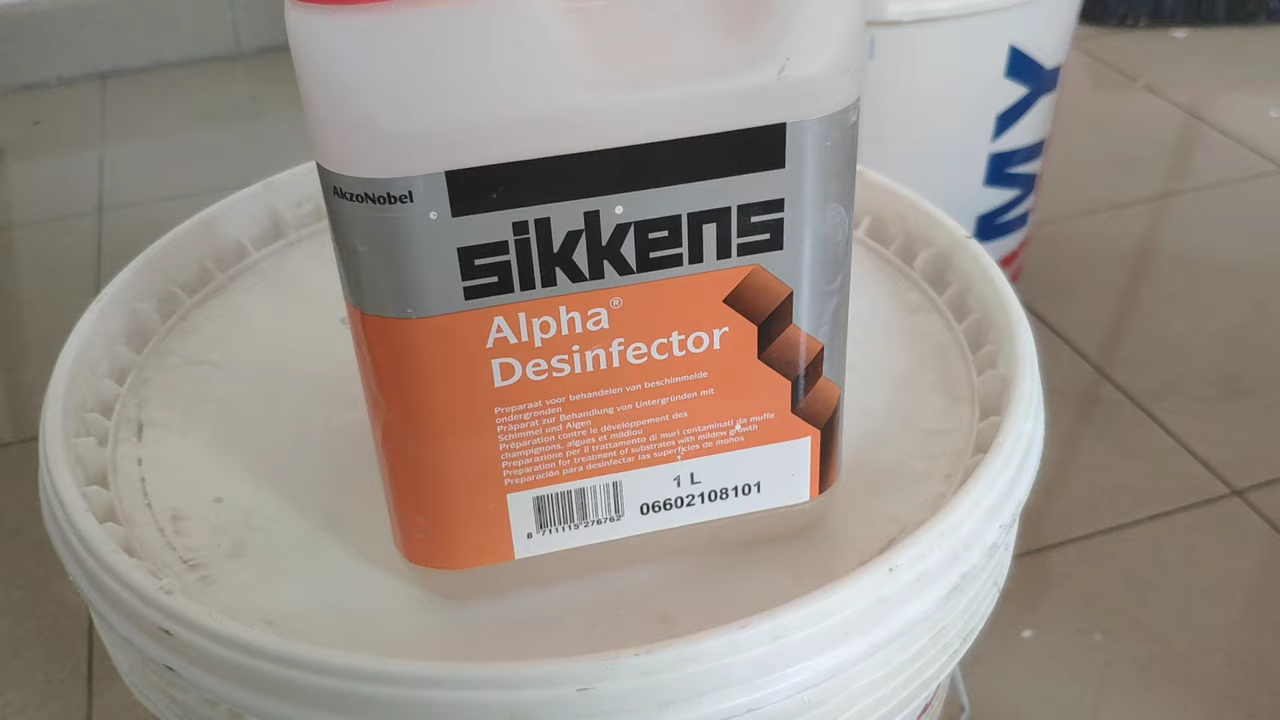 AkzoNobel
sikkens
Alpha®
Desinfector
Preparaat voor behandelen van beschimmelde
ondergronden
Präparat zur Behandlung von Untergründen mit
Schimmel und Algen
Préparation contre le développement des
champignons, algues et mildiou
Preparazione per il trattamento di muri contaminati da muffe
Preparation for treatment of substrates with mildew growth
Preparación para desinfectar las superficies de mohos
1 L
06602108101
8 711115 276762
MY